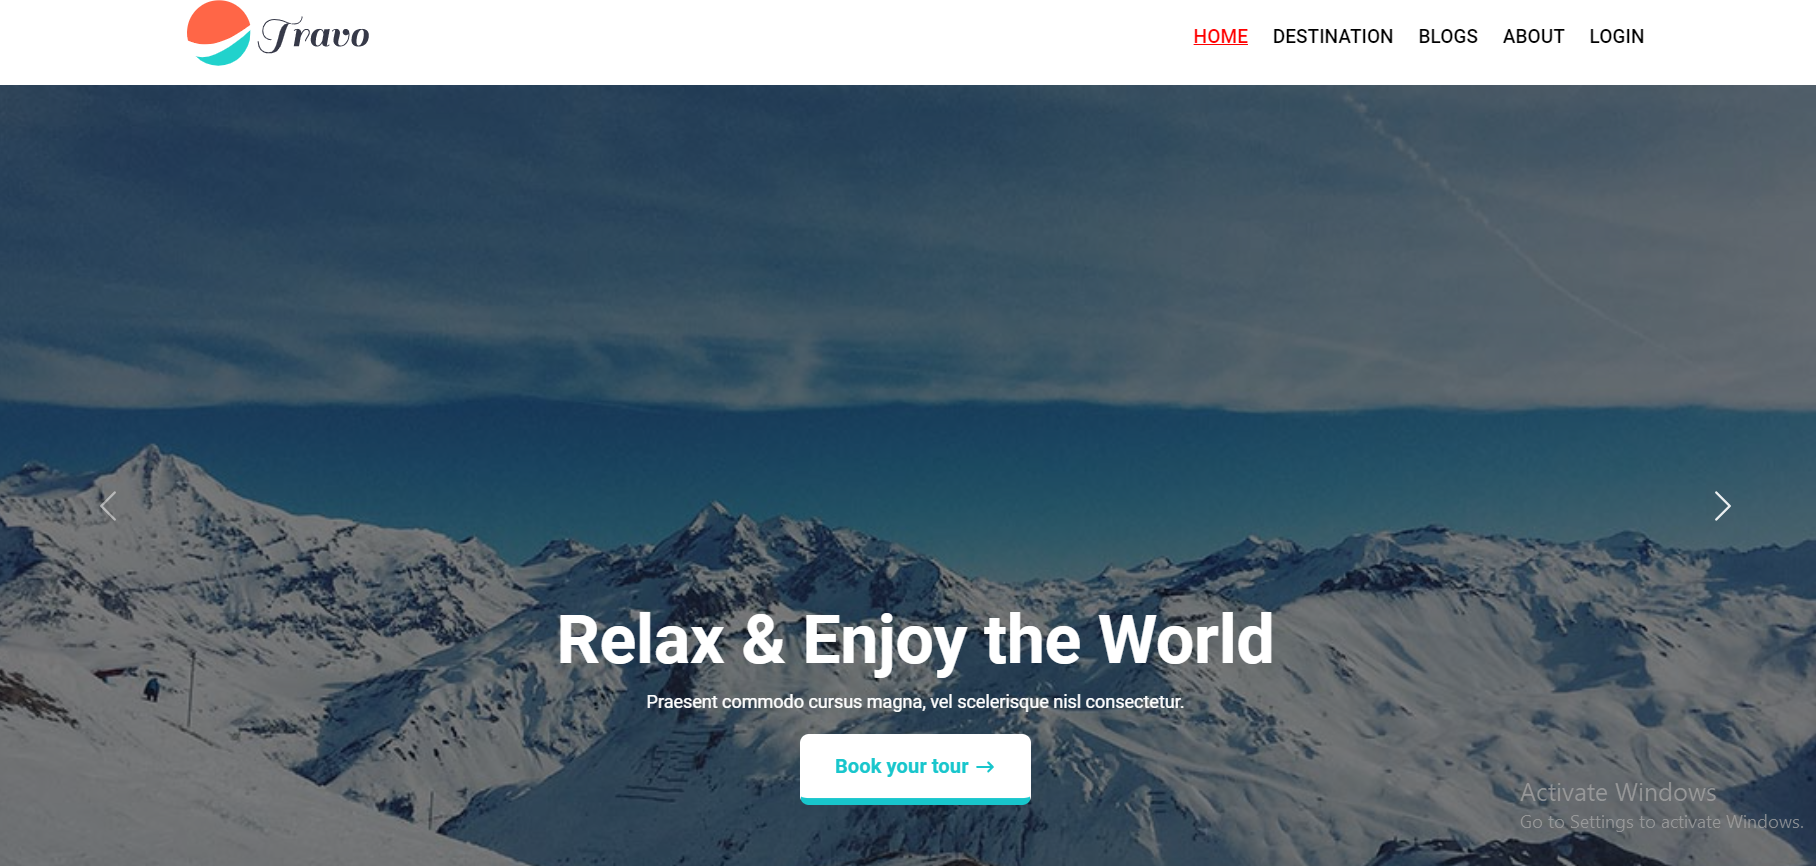 Travo
HOME DESTINATION BLOGS ABOUT LOGIN
Relax & Enjoy the World
Praesent commodo cursus magna, vel scelerisque nisl consectetur.
Book your tour →
Activate Windows
Go to Settings to activate Windows.